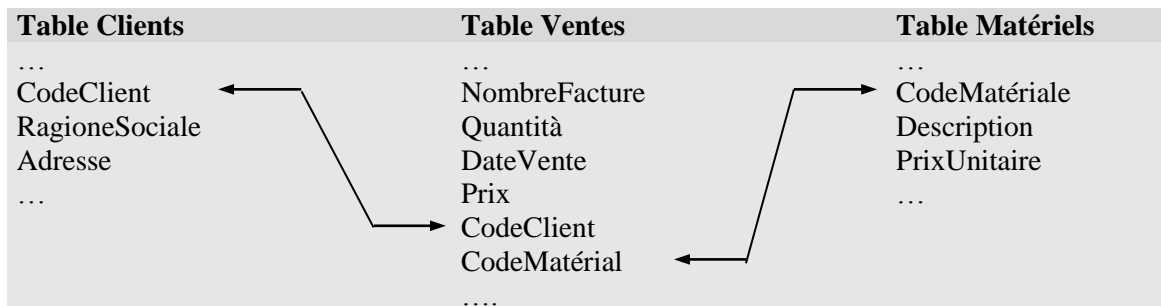 Table Clients Table Ventes Table Matériels
… … …
CodeClient NombreFacture CodeMatériale
RagioneSociale Quantità Description
Adresse DateVente PrixUnitaire
… Prix …
CodeClient
CodeMatérial
….